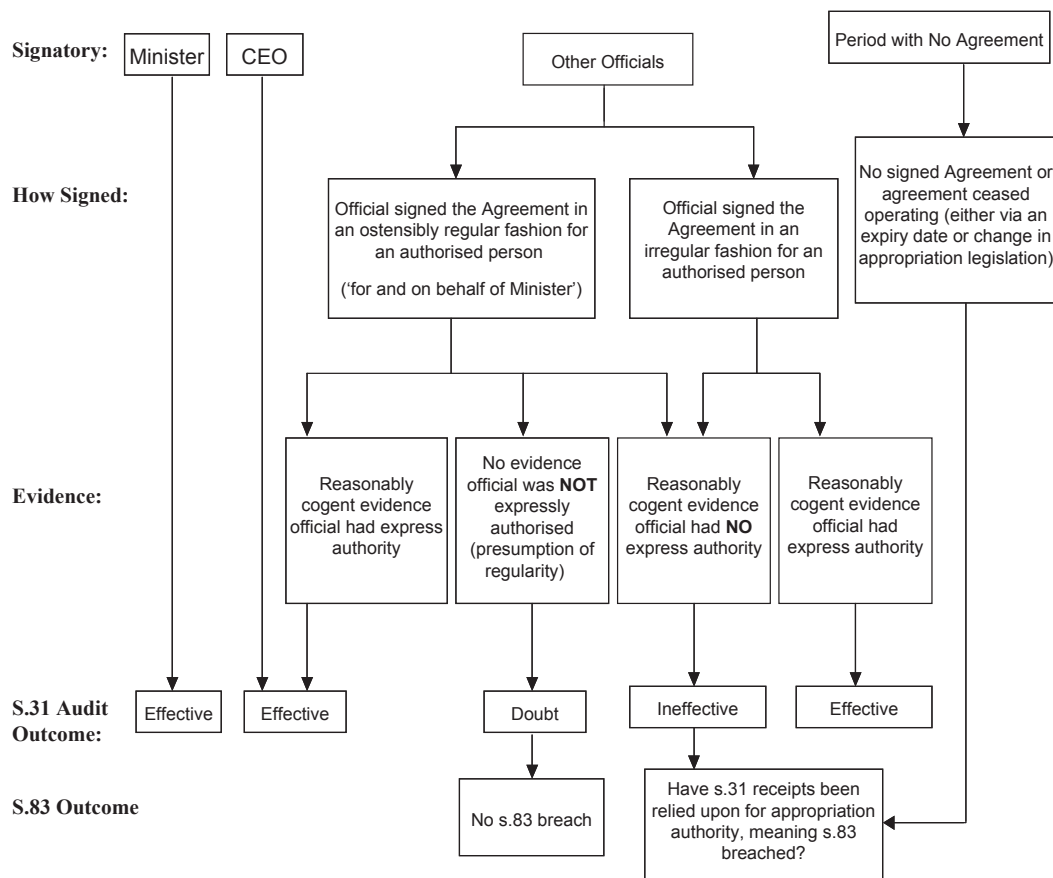 Signatory:
Minister
CEO
Other Officials
Period with No Agreement
How Signed:
Official signed the Agreement in
an ostensibly regular fashion for
an authorised person
(‘for and on behalf of Minister’)
Official signed the
Agreement in an
irregular fashion for an
authorised person
No signed Agreement or
agreement ceased
operating (either via an
expiry date or change in
appropriation legislation)
Evidence:
Reasonably
cogent evidence
official had express
authority
No evidence
official was NOT
expressly
authorised
(presumption of
regularity)
Reasonably
cogent evidence
official had NO
express authority
Reasonably
cogent evidence
official had
express authority
S.31 Audit
Outcome:
Effective
Effective
Doubt
Ineffective
Effective
S.83 Outcome
No s.83 breach
Have s.31 receipts been
relied upon for appropriation
authority, meaning s.83
breached?